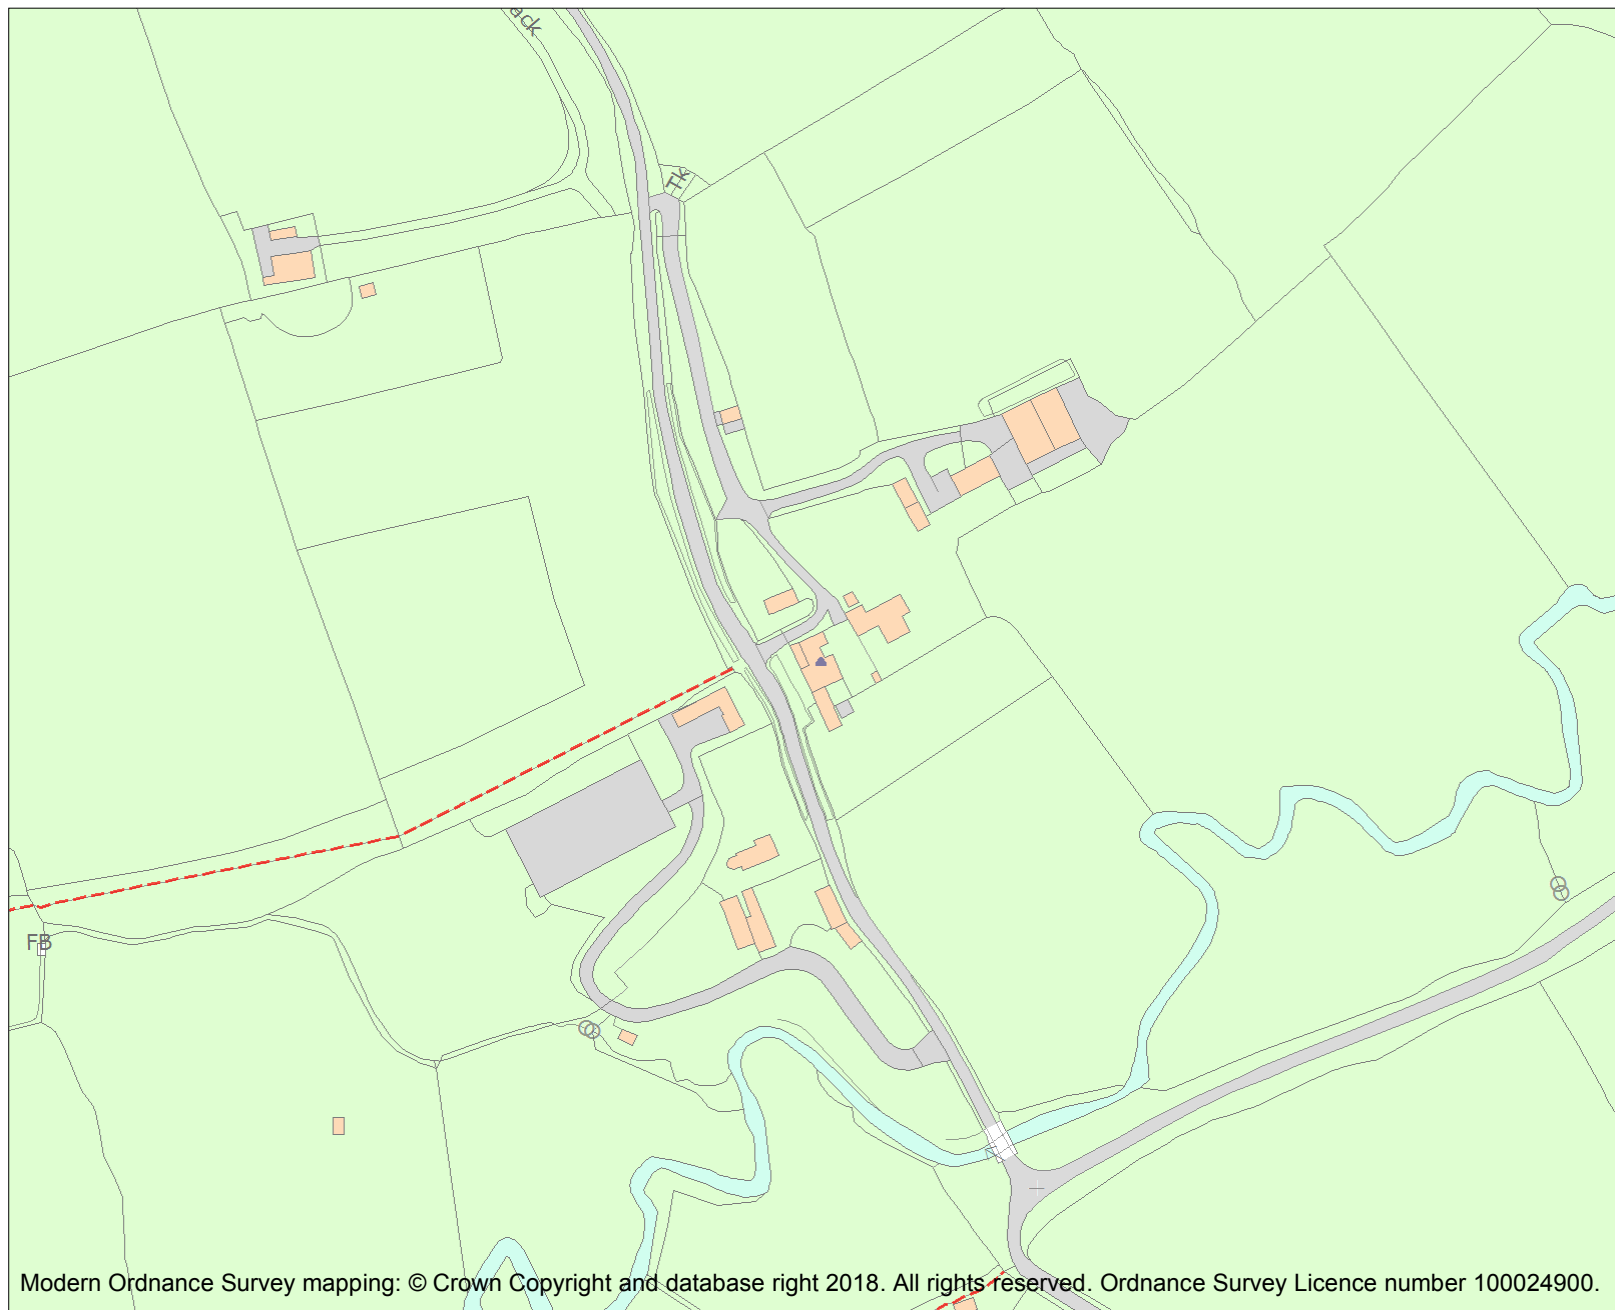 ack
Tk
FB
Modern Ordnance Survey mapping: © Crown Copyright and database right 2018. All rights reserved. Ordnance Survey Licence number 100024900.